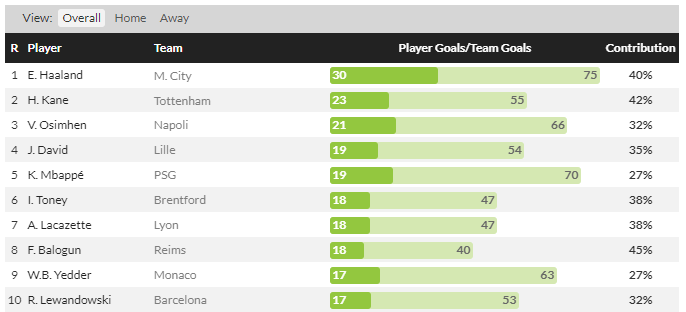 View: Overall Home Away
R Player Team Player Goals/Team Goals Contribution
1 E. Haaland M. City 30 75 40%
2 H. Kane Tottenham 23 55 42%
3 V. Osimhen Napoli 21 66 32%
4 J. David Lille 19 54 35%
5 K. Mbappé PSG 19 70 27%
6 I. Toney Brentford 18 47 38%
7 A. Lacazette Lyon 18 47 38%
8 F. Balogun Reims 18 40 45%
9 W.B. Yedder Monaco 17 63 27%
10 R. Lewandowski Barcelona 17 53 32%